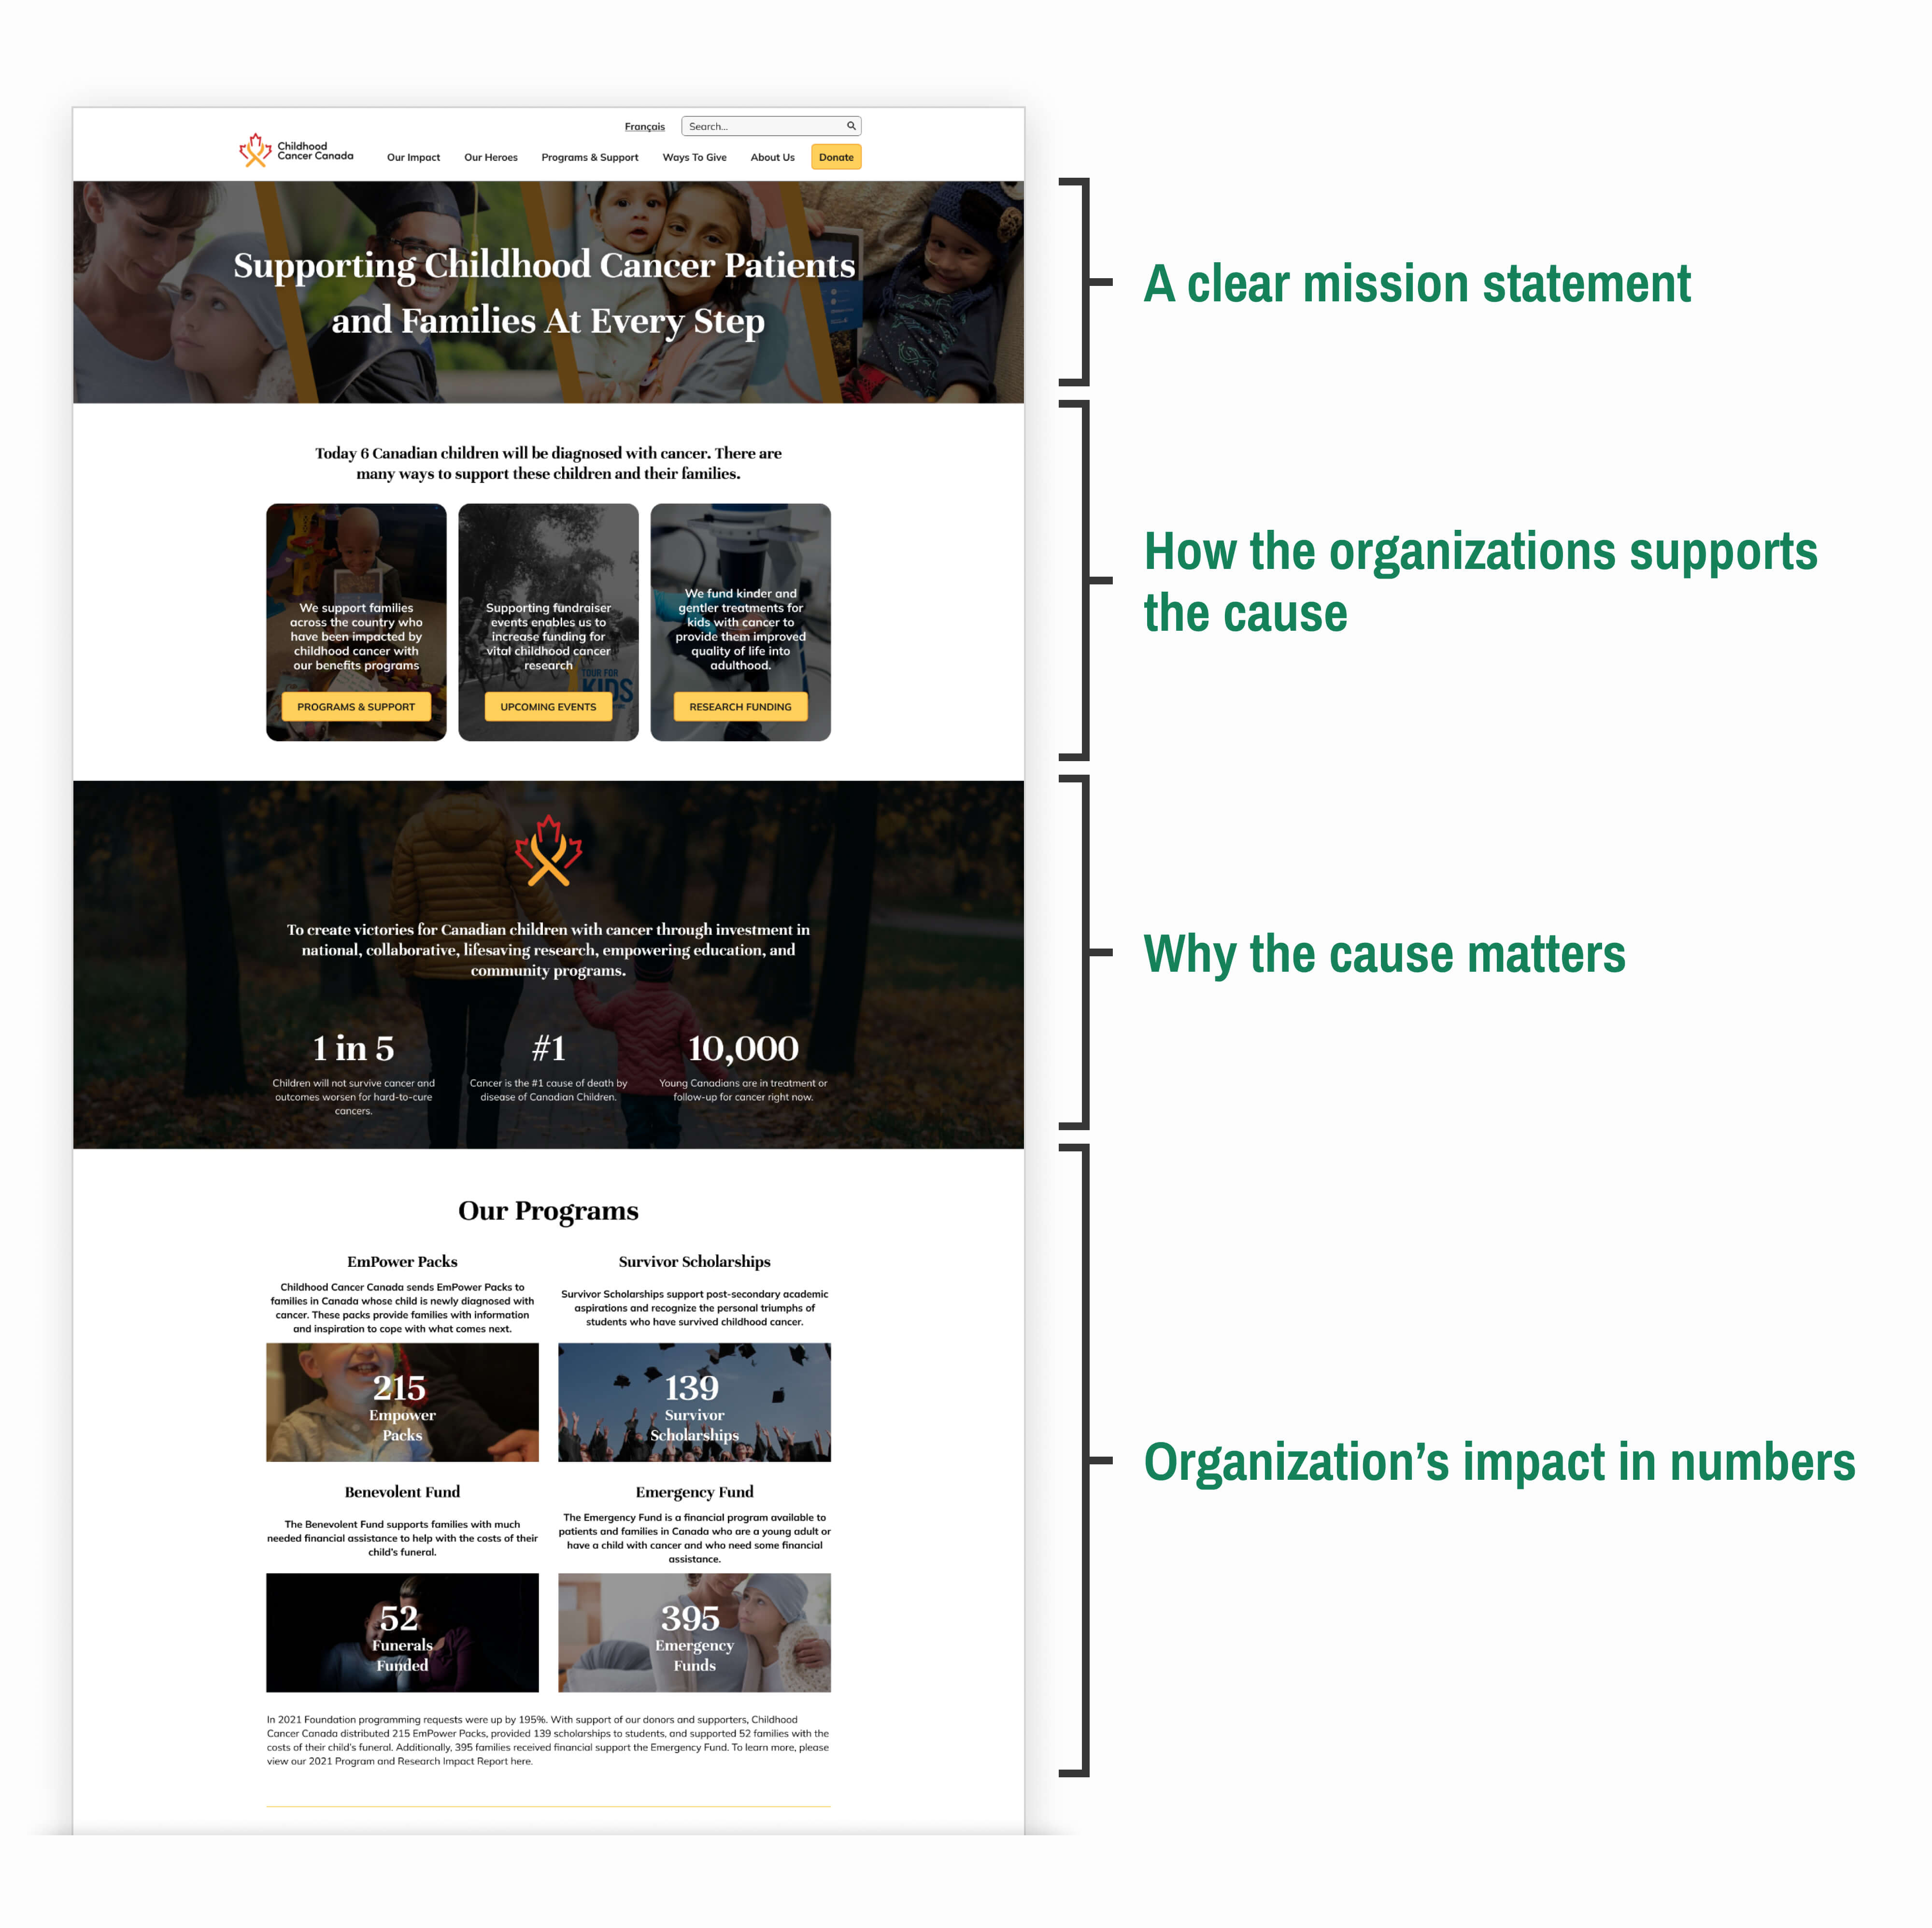 Français
Search...
Childhood
Cancer Canada
Our Impact
Our Heroes
Programs & Support
Ways To Give
About Us
Donate
Supporting Childhood Cancer Patients
and Families At Every Step
A clear mission statement
Today 6 Canadian children will be diagnosed with cancer. There are
many ways to support these children and their families.
We support families
across the country who
have been impacted by
childhood cancer with
our benefits programs
PROGRAMS & SUPPORT
Supporting fundraiser
events enables us to
increase funding for
vital childhood cancer
research
TOUR FOR
KIDS
UPCOMING EVENTS
We fund kinder and
gentler treatments for
kids with cancer to
provide them improved
quality of life into
adulthood.
RESEARCH FUNDING
How the organizations supports
the cause
To create victories for Canadian children with cancer through investment in
national, collaborative, lifesaving research, empowering education, and
community programs.
1 in 5
Children will not survive cancer and
outcomes worsen for hard-to-cure
cancers.
#1
Cancer is the #1 cause of death by
disease of Canadian Children.
10,000
Young Canadians are in treatment or
follow-up for cancer right now.
Why the cause matters
Our Programs
EmPower Packs
Childhood Cancer Canada sends EmPower Packs to
families in Canada whose child is newly diagnosed with
cancer. These packs provide families with information
and inspiration to cope with what comes next.
215
Empower
Packs
Survivor Scholarships
Survivor Scholarships support post-secondary academic
aspirations and recognize the personal triumphs of
students who have survived childhood cancer.
139
Survivor
Scholarships
Benevolent Fund
The Benevolent Fund supports families with much
needed financial assistance to help with the costs of their
child's funeral.
52
Funerals
Funded
Emergency Fund
The Emergency Fund is a financial program available to
patients and families in Canada who are a young adult or
have a child with cancer and who need some financial
assistance.
395
Emergency
Funds
In 2021 Foundation programming requests were up by 195%. With support of our donors and supporters, Childhood
Cancer Canada distributed 215 EmPower Packs, provided 139 scholarships to students, and supported 52 families with the
costs of their child's funeral. Additionally, 395 families received financial support the Emergency Fund. To learn more, please
view our 2021 Program and Research Impact Report here.
Organization’s impact in numbers